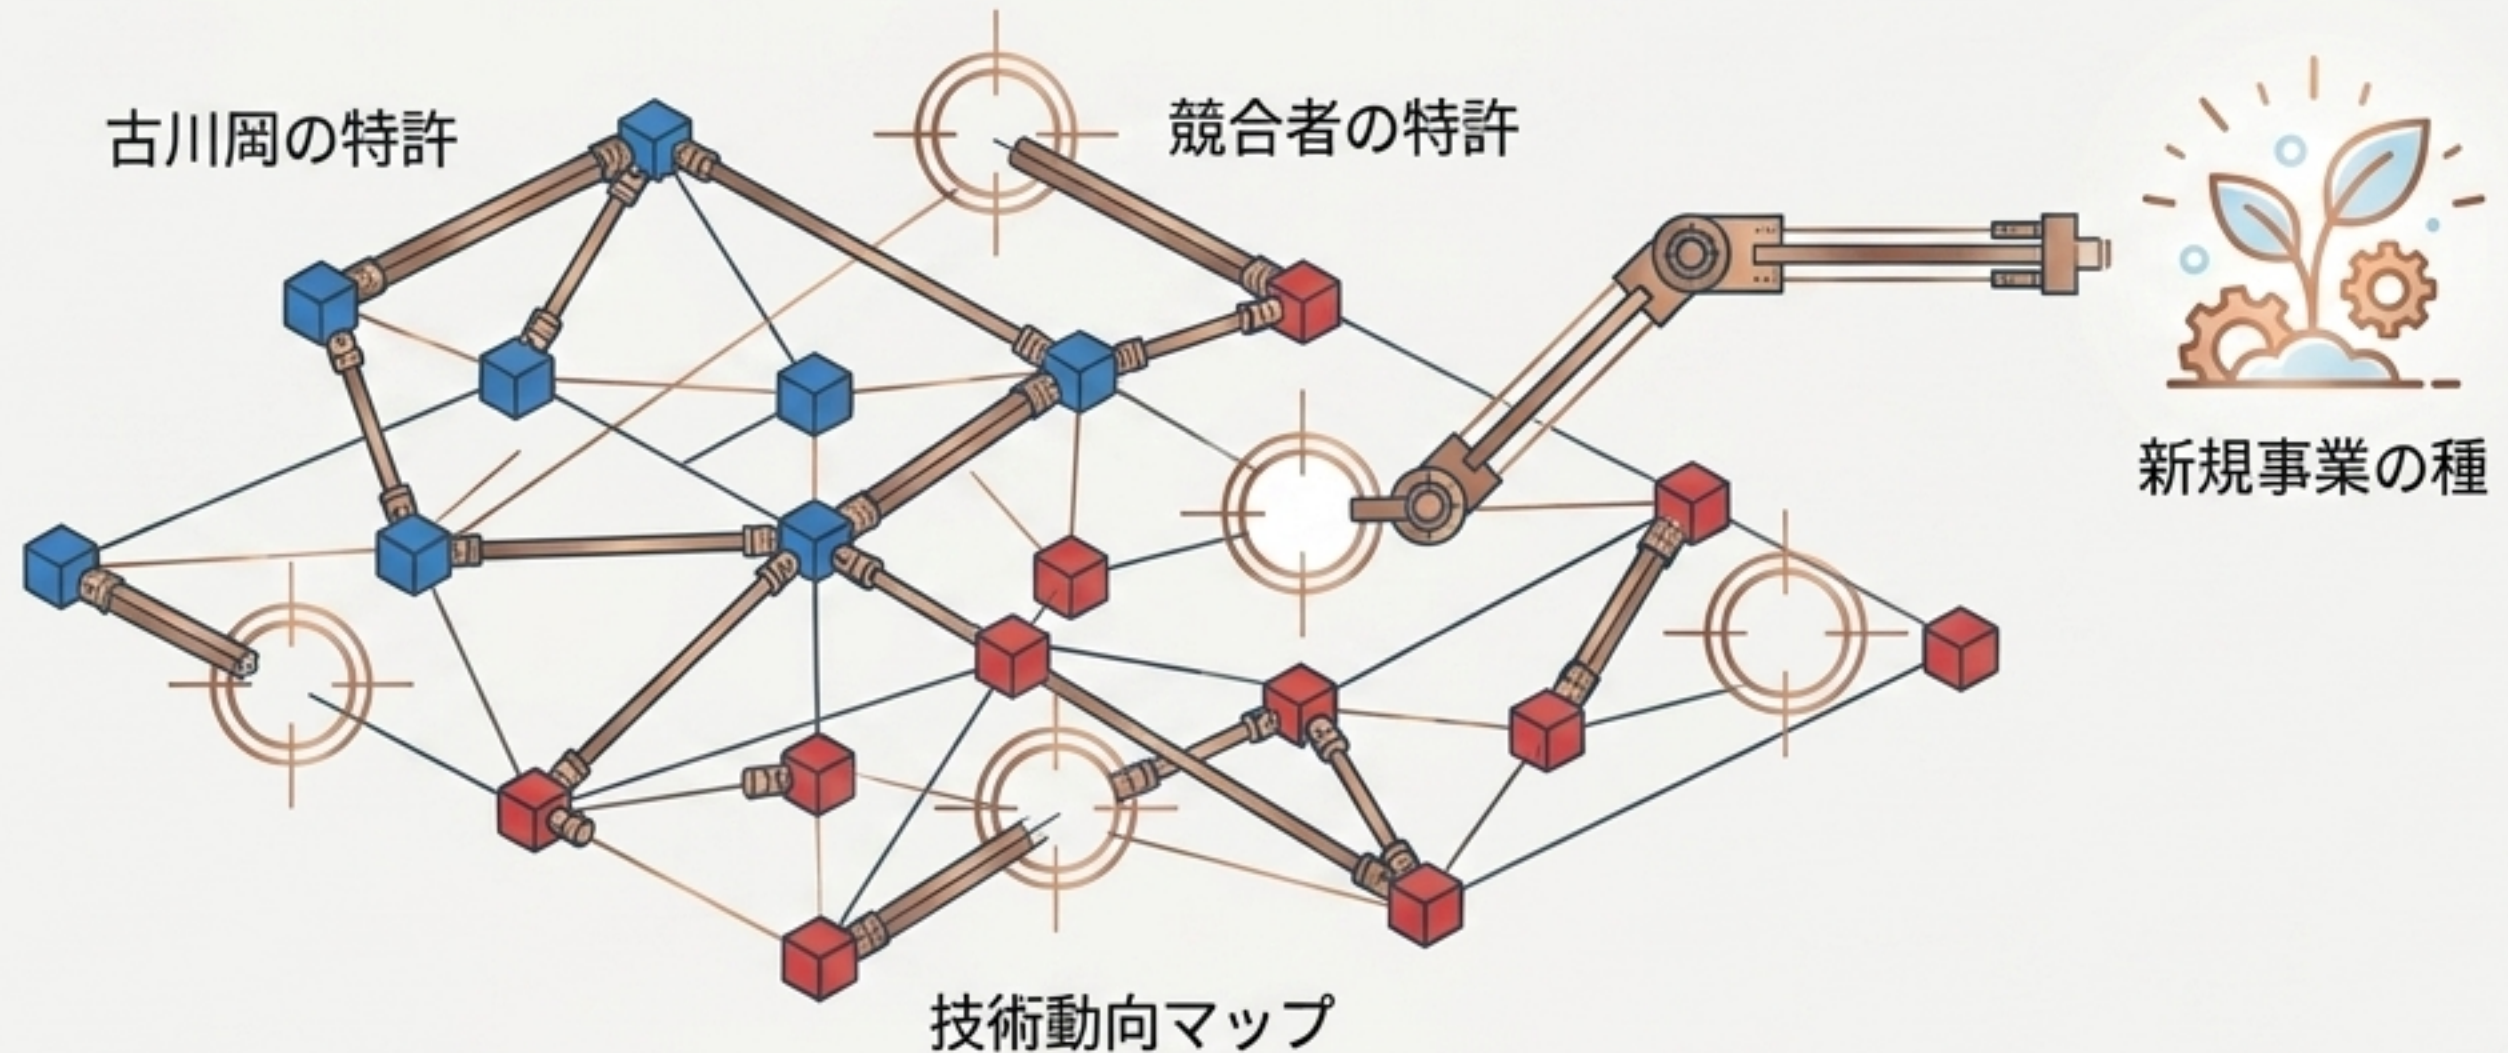 古川岡の特許
競合者の特許
新規事業の種
技術動向マップ